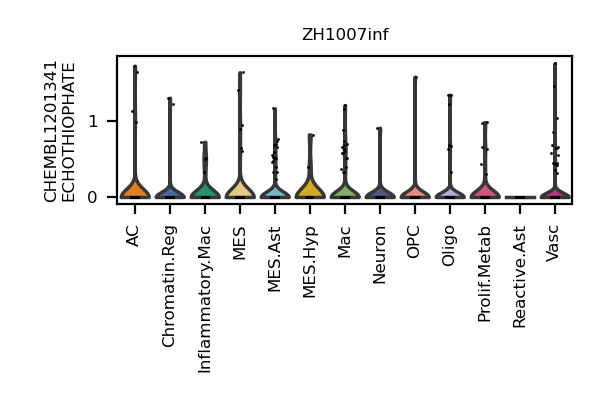 ZH1007inf
CHEMBL1201341
ECHOTHIOPHATE
1
0
AC
Chromatin.Reg
Inflammatory.Mac
MES
MES.Ast
MES.Hyp
Mac
Neuron
OPC
Oligo
Prolif.Metab
Reactive.Ast
Vasc